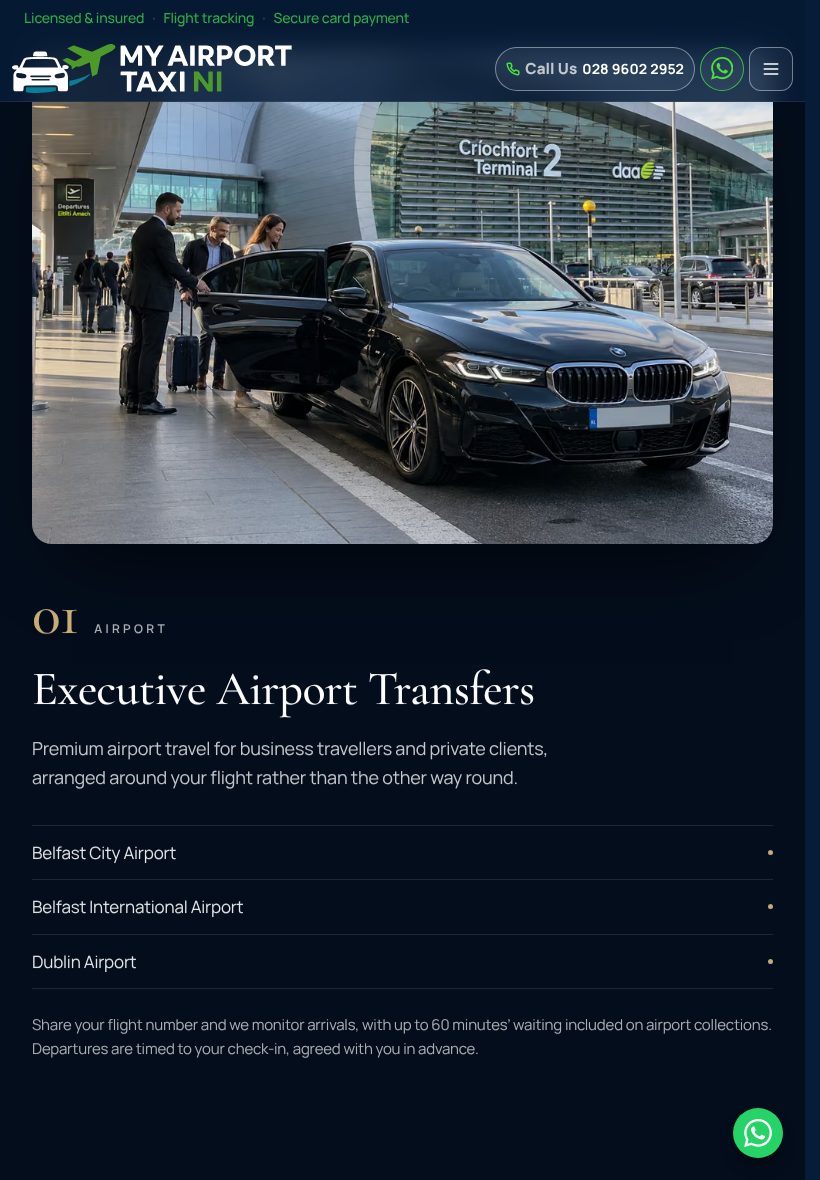 Licensed & insured · Flight tracking · Secure card payment
MY AIRPORT
TAXI NI
Call Us 028 9602 2952
Críochfort
Terminal 2
daa
Departures
01 AIRPORT
Executive Airport Transfers
Premium airport travel for business travellers and private clients,
arranged around your flight rather than the other way round.
Belfast City Airport
Belfast International Airport
Dublin Airport
Share your flight number and we monitor arrivals, with up to 60 minutes’ waiting included on airport collections.
Departures are timed to your check-in, agreed with you in advance.